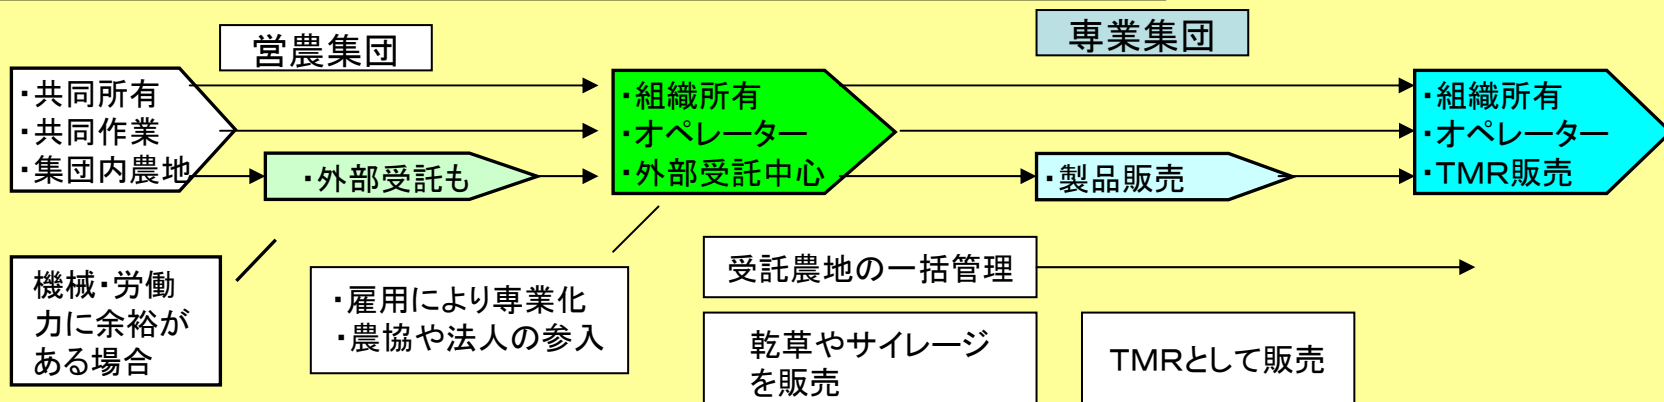 営農集団
専業集団
・共同所有
・共同作業
・集団内農地
・外部受託も
・組織所有
・オペレーター
・外部受託中心
・製品販売
・組織所有
・オペレーター
・TMR販売
機械・労働
力に余裕が
ある場合
・雇用により専業化
・農協や法人の参入
受託農地の一括管理
乾草やサイレージ
を販売
TMRとして販売